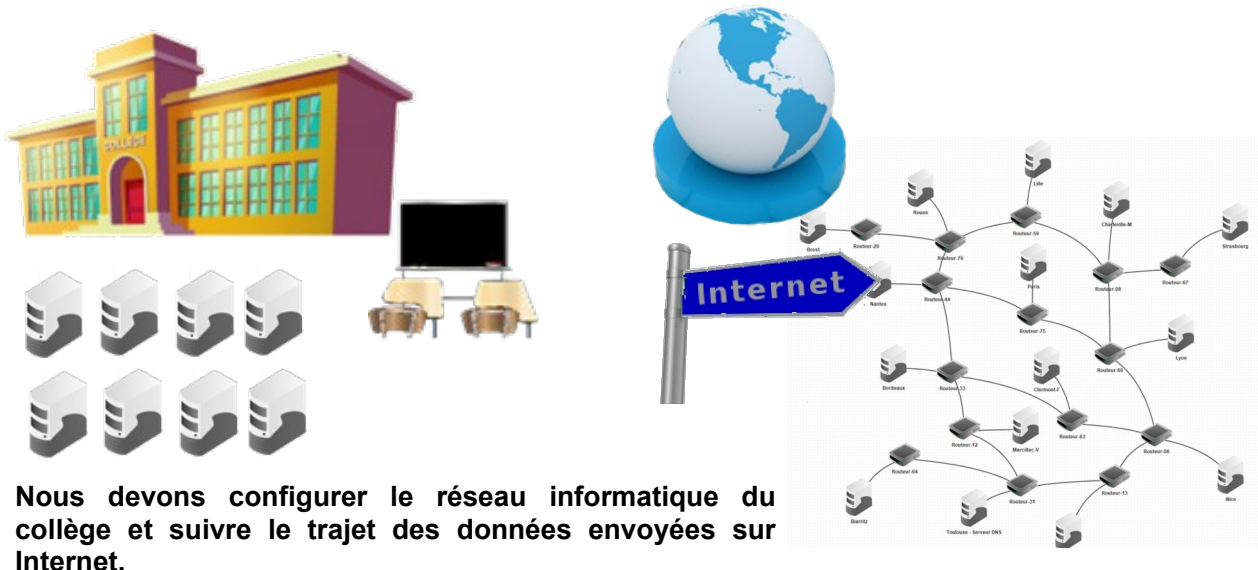 COLLÈGE
Internet
Lille
Rouen
Charleville-M
Routeur-59
Strasbourg
Brest
Routeur-29
Routeur-76
Paris
Routeur-08
Routeur-67
Nantes
Routeur-44
Routeur-75
Lyon
Routeur-69
Bordeaux
Routeur-33
Clermont-F
Routeur-63
Routeur-12
Marcillac-V
Routeur-06
Routeur-64
Routeur-31
Routeur-13
Nice
Biarritz
Toulouse - Serveur DNS
Nous devons configurer le réseau informatique du
collège et suivre le trajet des données envoyées sur
Internet.